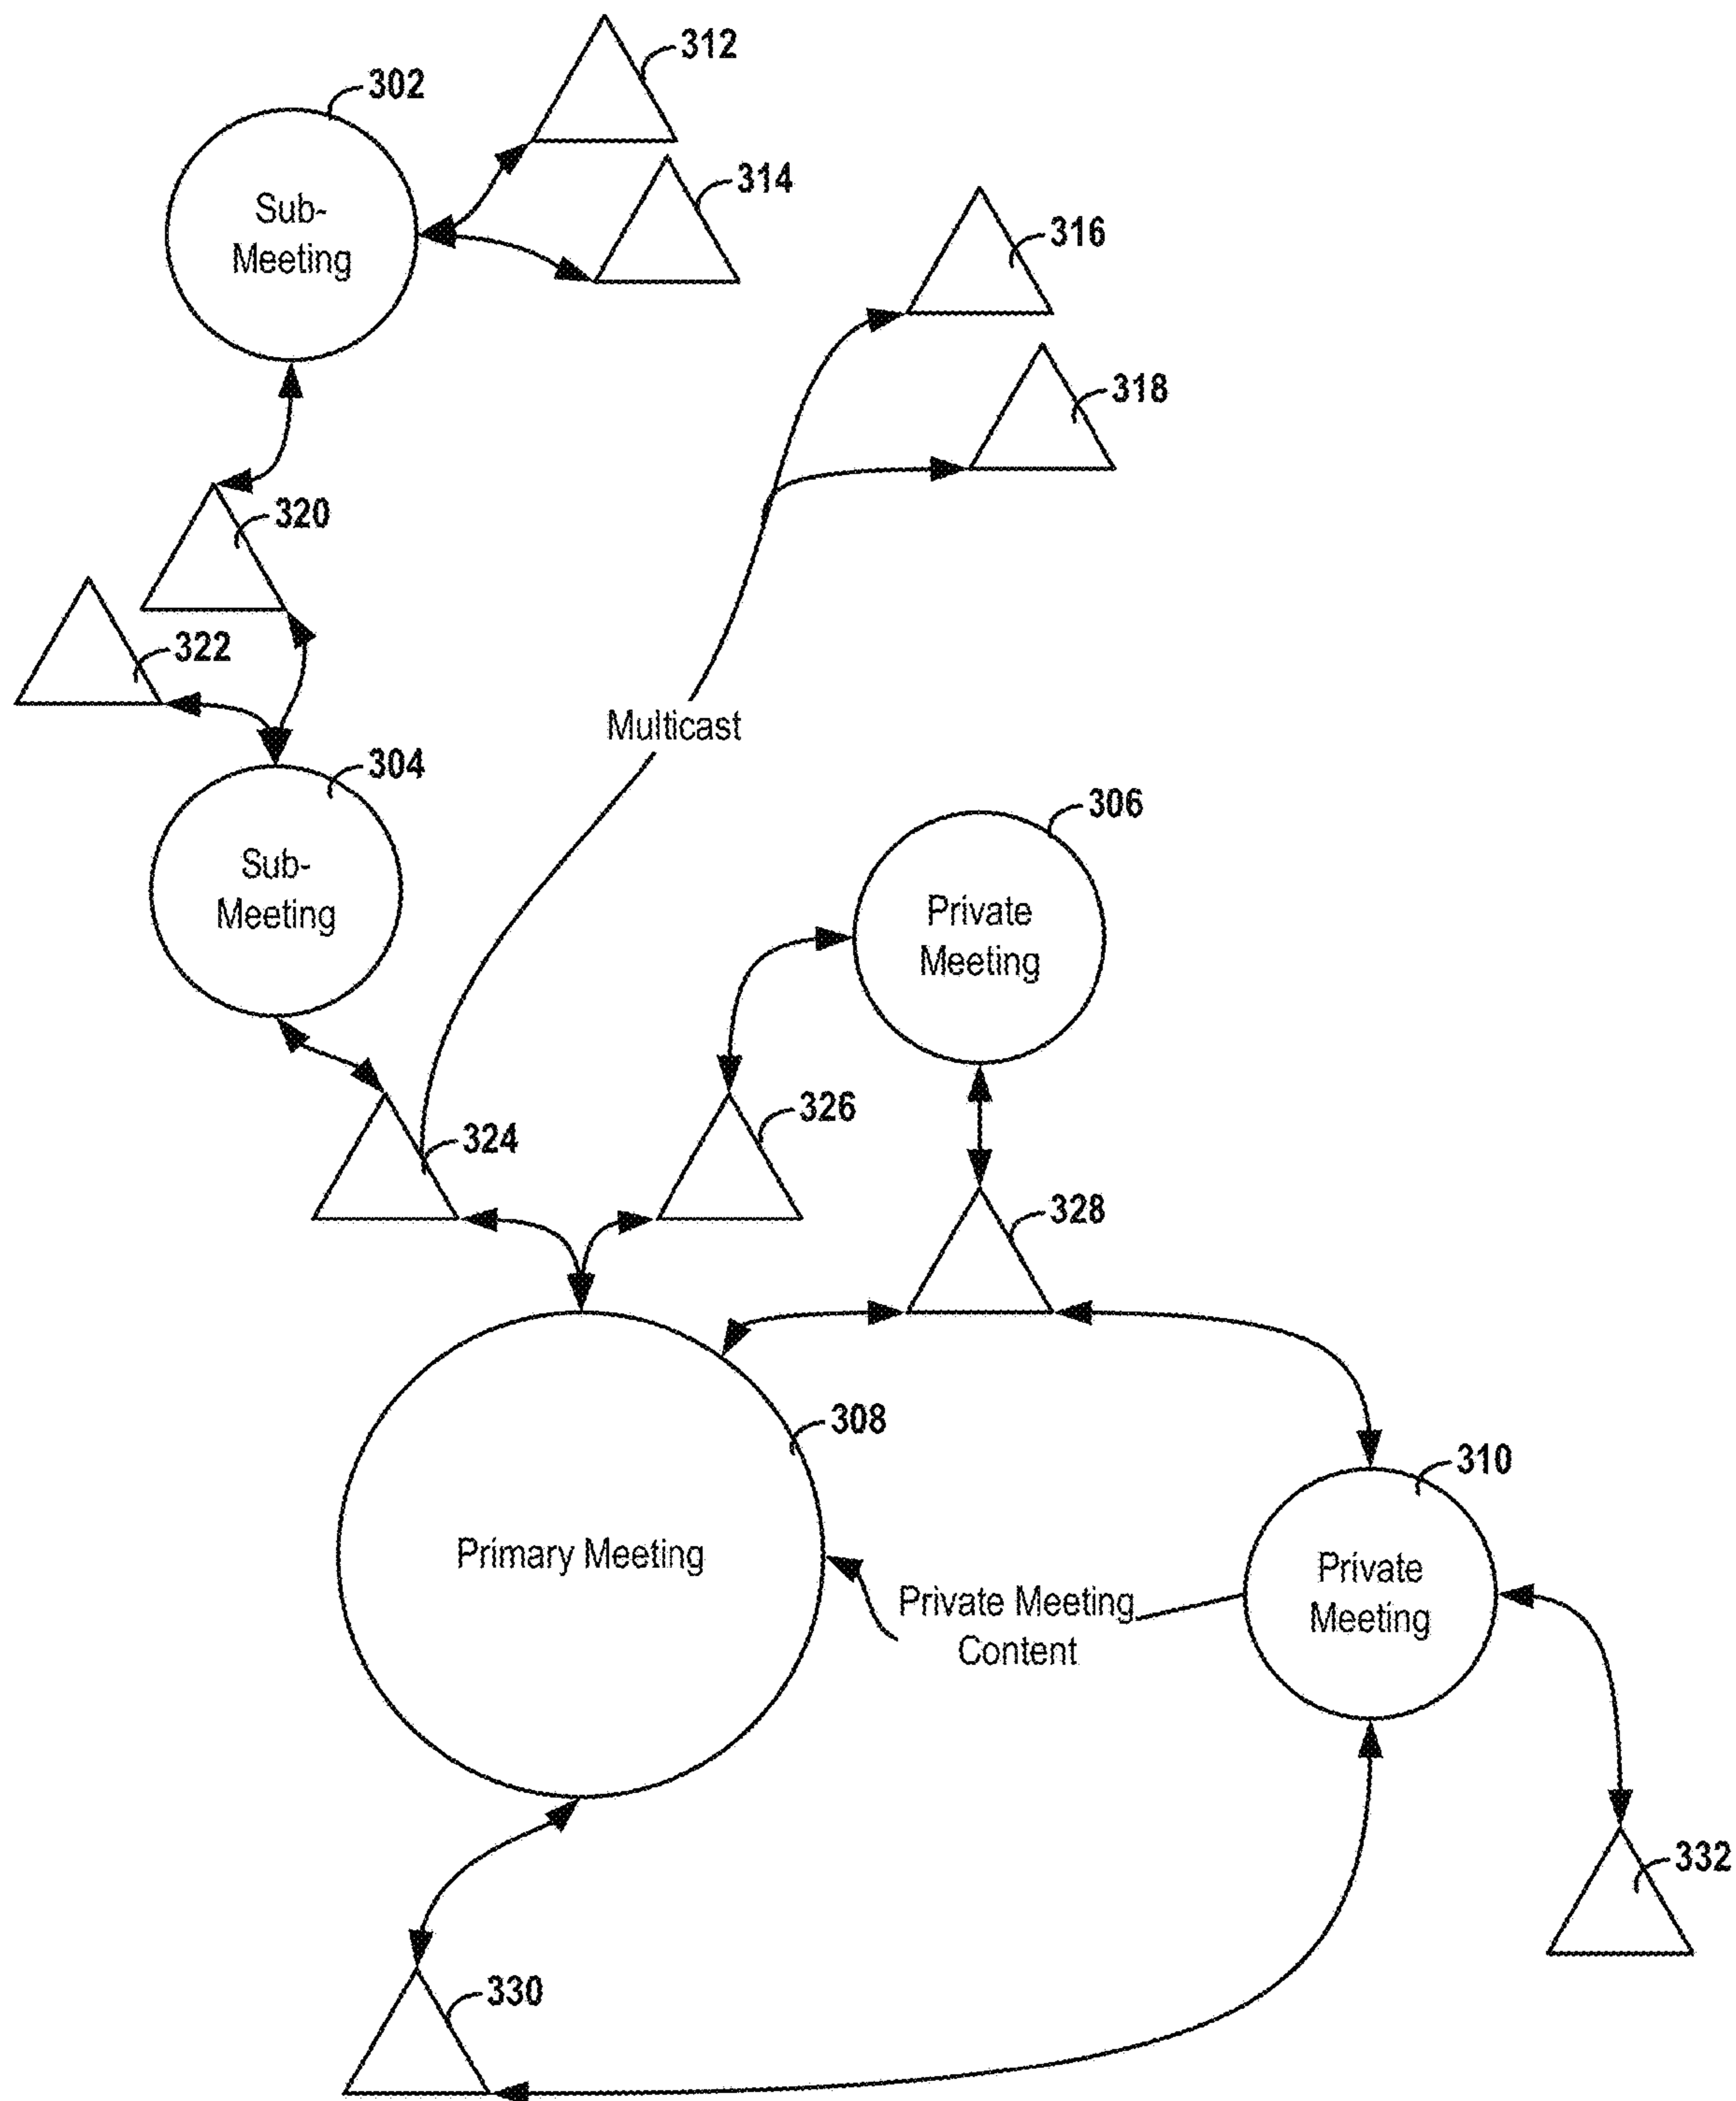 312
302
314
Sub-
Meeting
316
318
320
322
Multicast
304
306
Sub-
Meeting
Private
Meeting
326
324
328
308
310
Primary Meeting
Private
Meeting
Private Meeting
Content
332
330